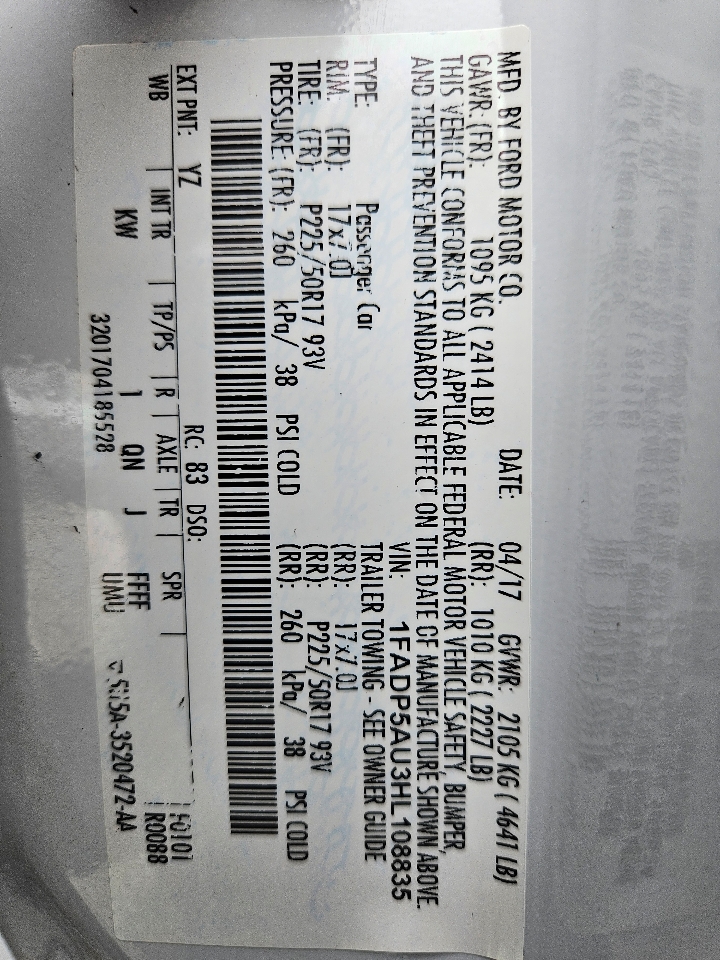 MFD. BY FORD MOTOR CO.
DATE: 04/17 GVWR: 2105 KG ( 4641 LB)
GAWR: (FR): 1095 KG ( 2414 LB) (RR): 1010 KG ( 2227 LB)
THIS VEHICLE CONFORMS TO ALL APPLICABLE FEDERAL MOTOR VEHICLE SAFETY, BUMPER,
AND THEFT PREVENTION STANDARDS IN EFFECT ON THE DATE OF MANUFACTURE SHOWN ABOVE.
VIN: 1FADP5AU3HL108835
TYPE: Passenger Car TRAILER TOWING - SEE OWNER GUIDE
RIM: (FR): 17x7.0J (RR): 17x7.0J
TIRE: (FR): P225/50R17 93V (RR): P225/50R17 93V
PRESSURE: (FR): 260 kPa/ 38 PSI COLD (RR): 260 kPa/ 38 PSI COLD
EXT PNT: YZ RC: 83 DSO:
WB | INT TR | TP/PS | R | AXLE | TR | SPR |
KW 1 QN J FFFF R0088
UMU
3201704185528